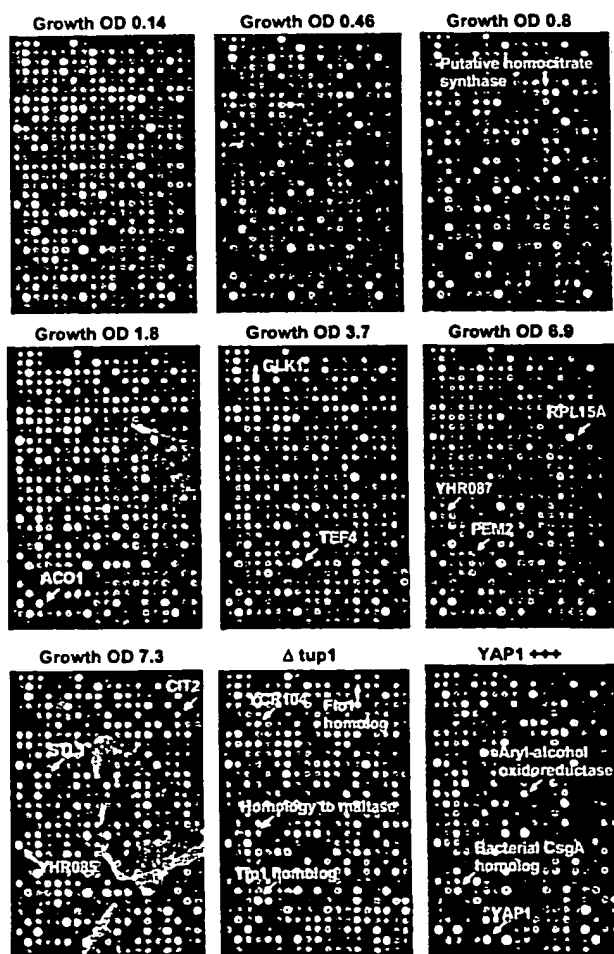 Growth OD 0.14
Growth OD 0.46
Growth OD 0.8
Putative homocitrate
synthase
Growth OD 1.8
Growth OD 3.7
Growth OD 6.9
GLK1
RPL15A
YHR087
TEF4
PEM2
ACO1
Growth OD 7.3
Δ tup1
YAP1 +++
CIT2
YCR104
Flo1
homolog
Aryl-alcohol
oxidoreductase
Homology to maltase
Bacterial CsgA
homolog
YHR085
homolog
YAP1